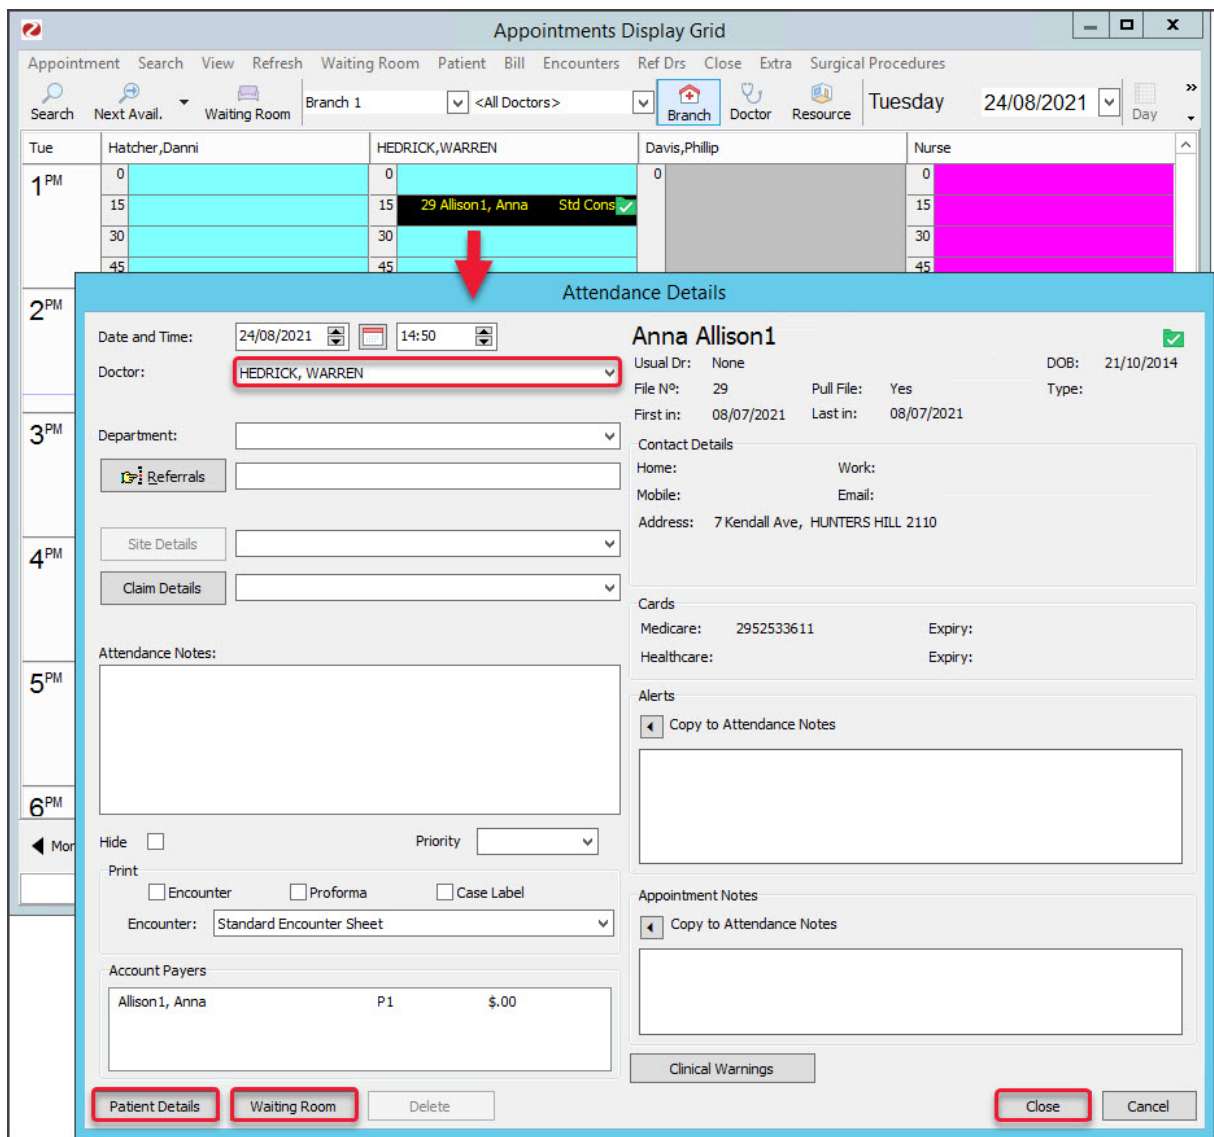 Appointments Display Grid
Appointment Search View Refresh Waiting Room Patient Bill Encounters Ref Drs Close Extra Surgical Procedures
Search Next Avail. Waiting Room Branch 1 <All Doctors> Branch Doctor Resource Tuesday 24/08/2021 Day
Tue Hatcher,Danni HEDRICK,WARREN Davis,Phillip Nurse
1PM 0 0 0 0
15 15 29 Allison1, Anna Std Cons 15
30 30 30
45 45 45
2PM
3PM
4PM
5PM
6PM
Mor
Attendance Details
Date and Time: 24/08/2021 14:50
Doctor: HEDRICK, WARREN
Department:
Referrals
Site Details
Claim Details
Attendance Notes:
Hide Priority
Print
Encounter Proforma Case Label
Encounter: Standard Encounter Sheet
Account Payers
Allison1, Anna P1 $.00
Anna Allison1
Usual Dr: None DOB: 21/10/2014
File Nº: 29 Pull File: Yes Type:
First in: 08/07/2021 Last in: 08/07/2021
Contact Details
Home: Work:
Mobile: Email:
Address: 7 Kendall Ave, HUNTERS HILL 2110
Cards
Medicare: 2952533611 Expiry:
Healthcare: Expiry:
Alerts
Copy to Attendance Notes
Appointment Notes
Copy to Attendance Notes
Clinical Warnings
Patient Details Waiting Room Delete Close Cancel